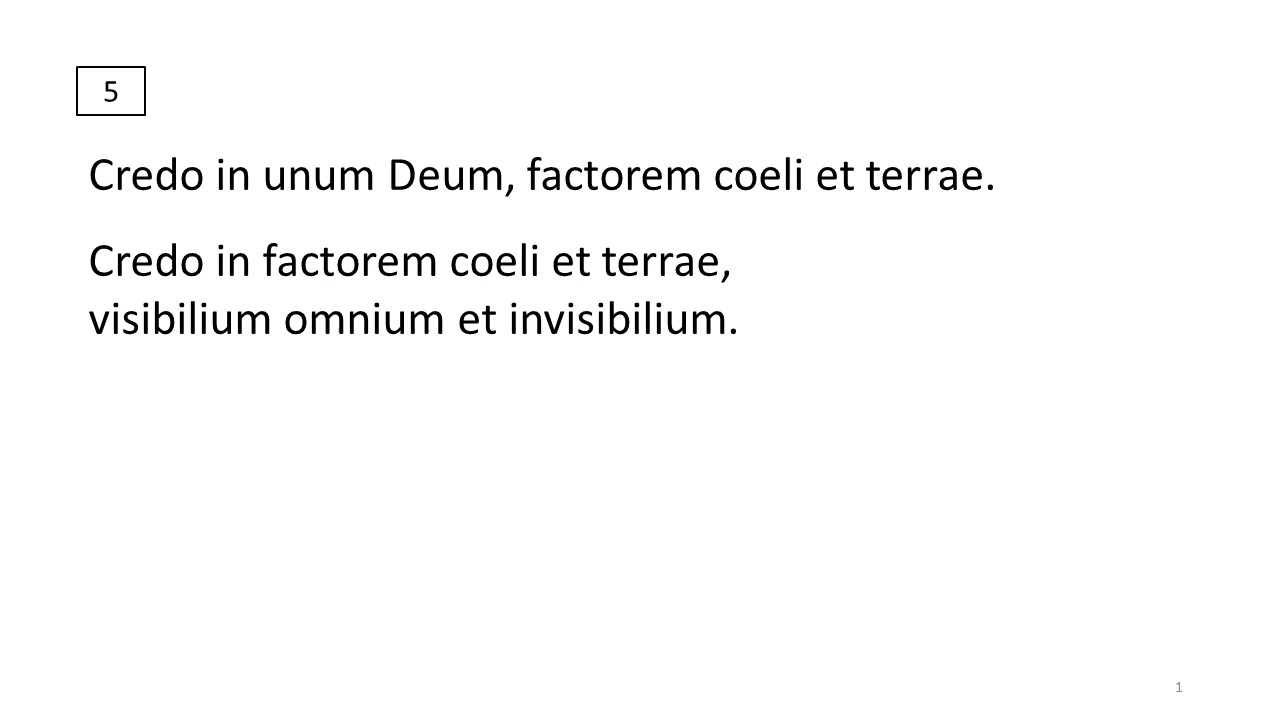 5
Credo in unum Deum, factorem coeli et terrae.
Credo in factorem coeli et terrae,
visibilium omnium et invisibilium.
1